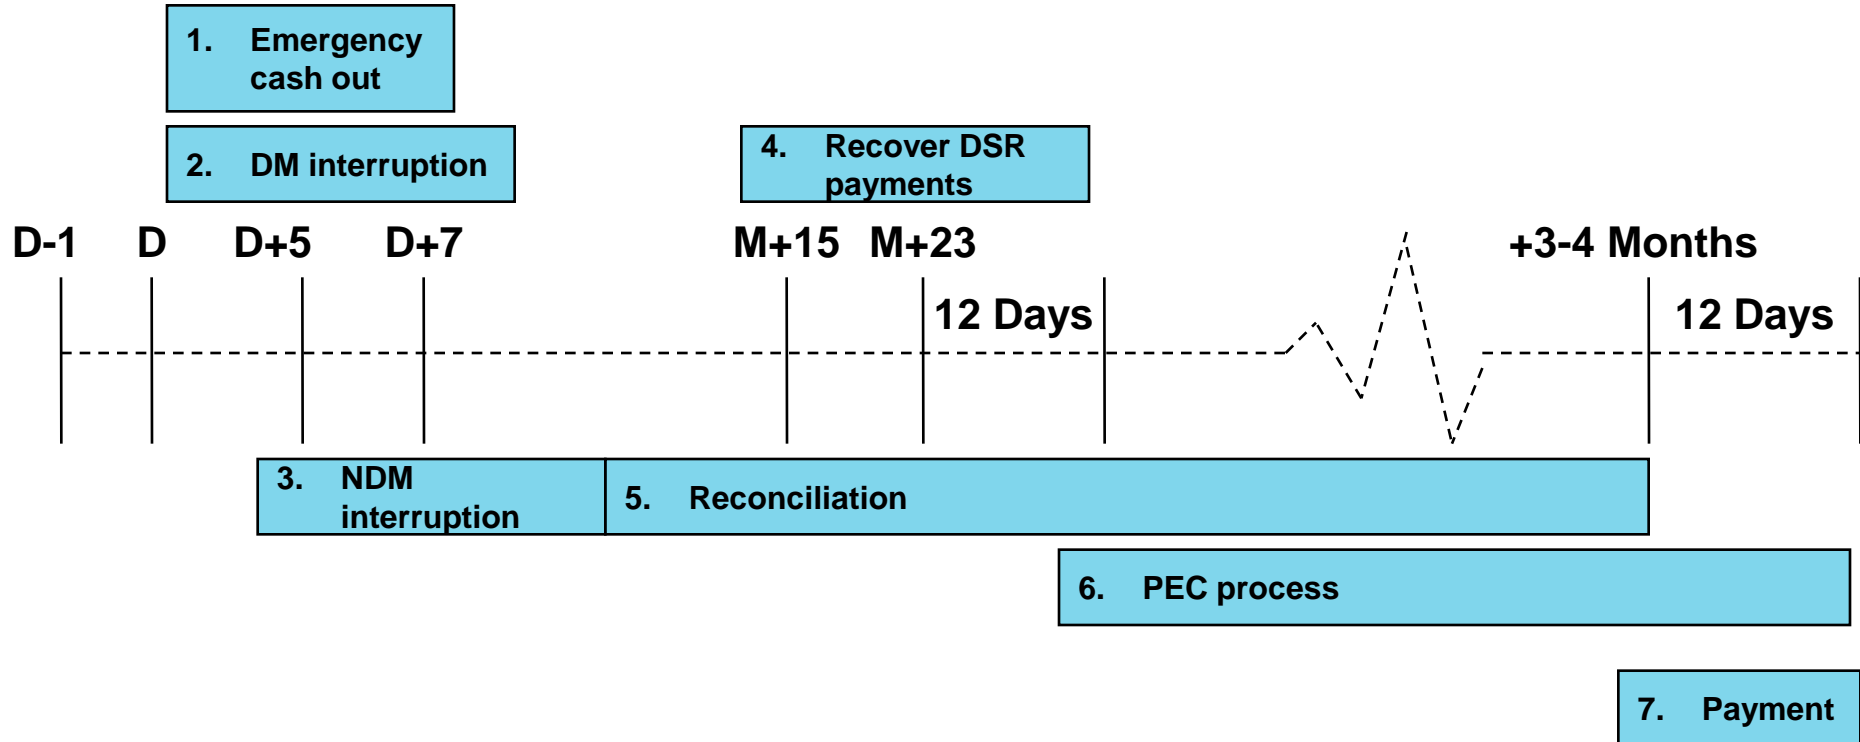 1. Emergency
cash out
2. DM interruption
4. Recover DSR
payments
D-1 D D+5 D+7 M+15 M+23 +3-4 Months
12 Days 12 Days
3. NDM
interruption
5. Reconciliation
6. PEC process
7. Payment